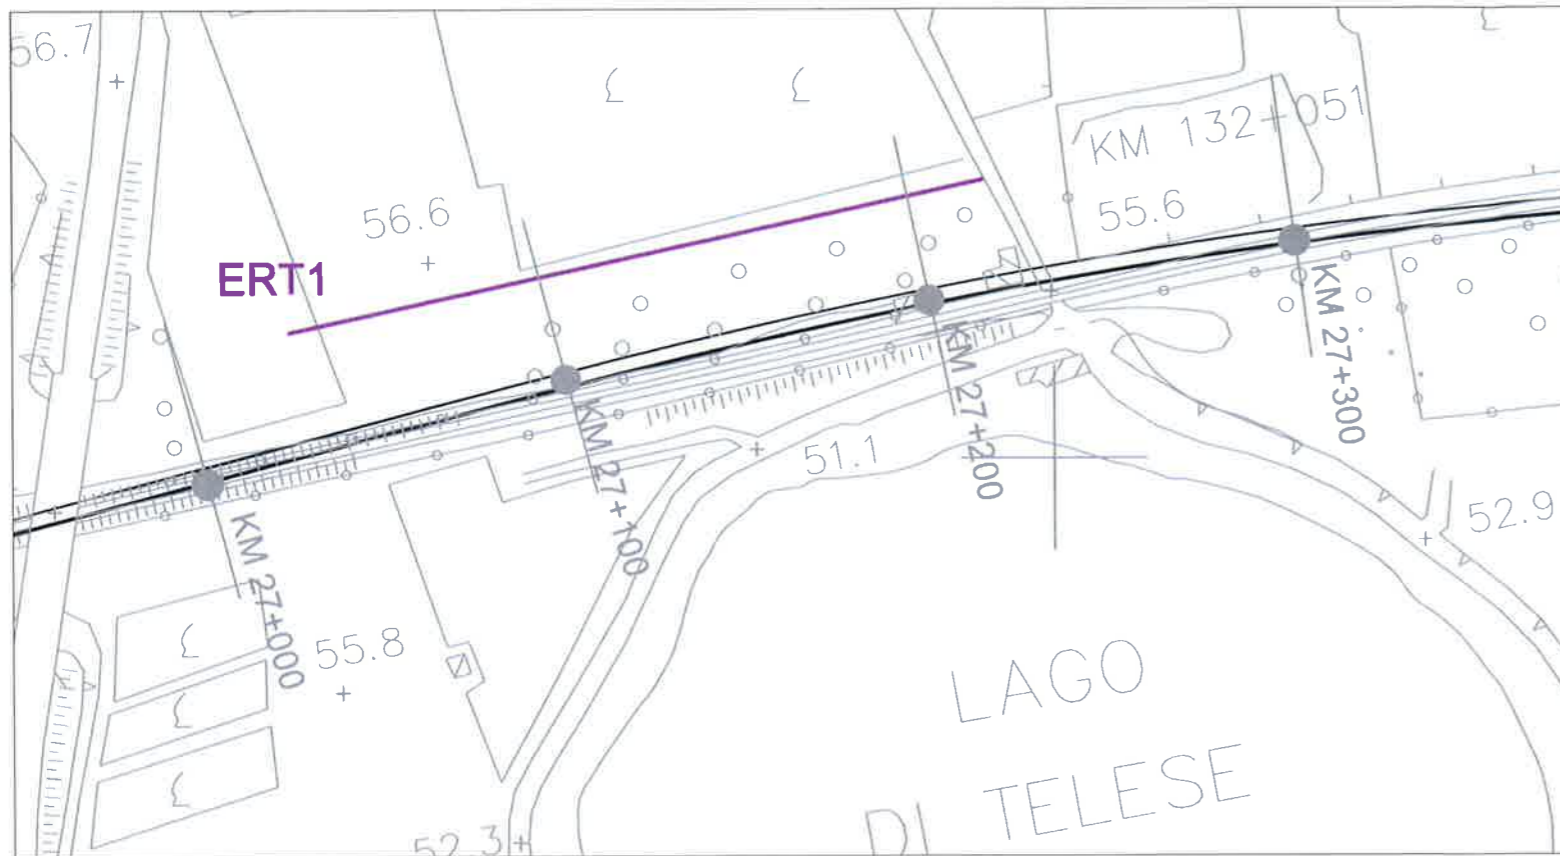 56.7
KM 132+051
56.6
55.6
ERT1
KM 27+300
KM 27+200
KM 27+100
51.1
52.9
KM 27+000
55.8
LAGO
DI TELESE
52.3